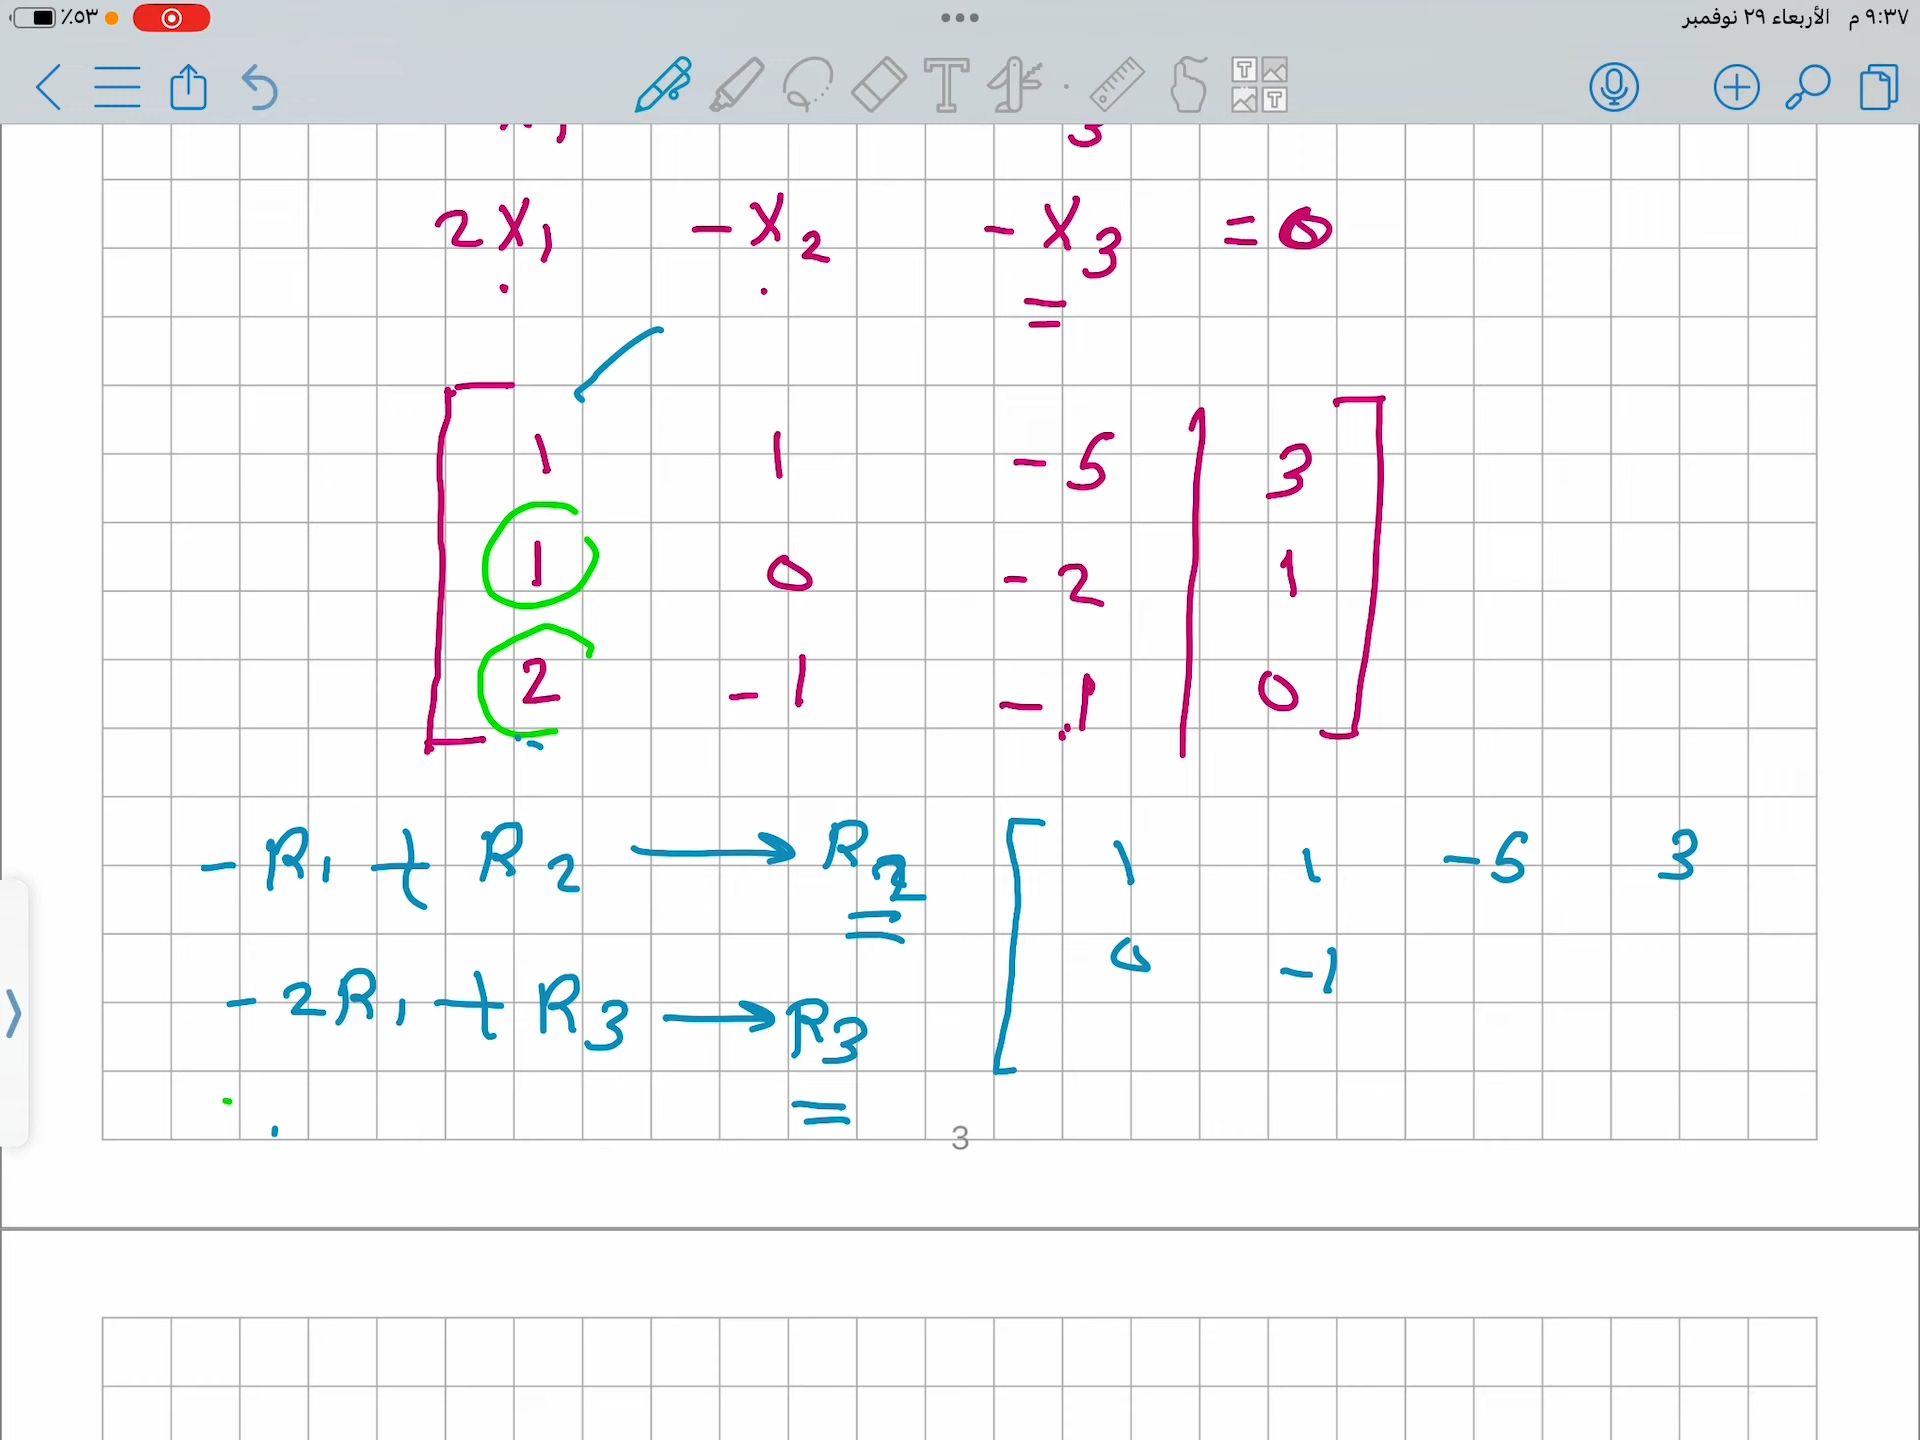 ٪٥٣
٩:٣٧ م الأربعاء ٢٩ نوفمبر
T
T
T
3
2X₁ -X₂ -X₃ = 0
1 1 -5 | 3
1 0 -2 | 1
2 -1 -1 | 0
-R₁ + R₂ → R₂
-2R₁ + R₃ → R₃
1 1 -5 3
0 -1
3